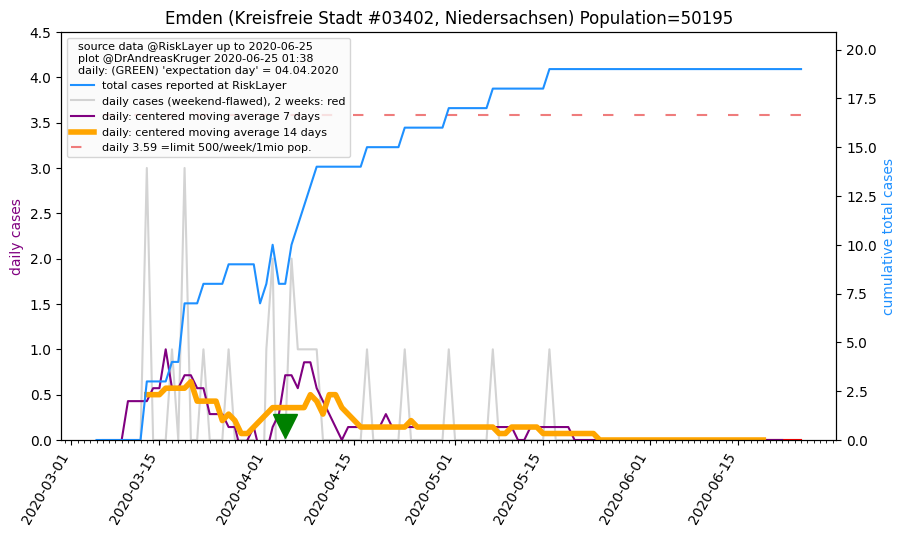 Emden (Kreisfreie Stadt #03402, Niedersachsen) Population=50195
source data @RiskLayer up to 2020-06-25
plot @DrAndreasKruger 2020-06-25 01:38
daily: (GREEN) 'expectation day' = 04.04.2020
total cases reported at RiskLayer
daily cases (weekend-flawed), 2 weeks: red
daily: centered moving average 7 days
daily: centered moving average 14 days
daily 3.59 =limit 500/week/1mio pop.
daily cases
4.5
4.0
3.5
3.0
2.5
2.0
1.5
1.0
0.5
0.0
cumulative total cases
20.0
17.5
15.0
12.5
10.0
7.5
5.0
2.5
0.0
2020-03-01
2020-03-15
2020-04-01
2020-04-15
2020-05-01
2020-05-15
2020-06-01
2020-06-15